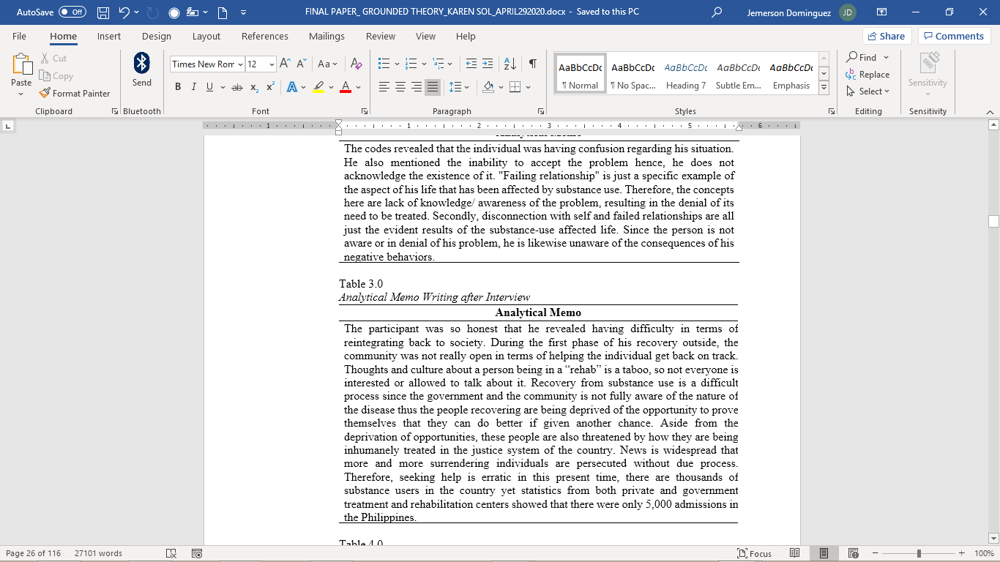 AutoSave Off FINAL PAPER_ GROUNDED THEORY_KAREN SOL_APRIL292020.docx - Saved to this PC Jemerson Dominguez JD
File Home Insert Design Layout References Mailings Review View Help Share Comments
Paste Cut Copy Format Painter
Send
Times New Rom 12 Aa
B I U ab x₂ x² A A
AaBbCcDc AaBbCcDc AaBbCcDc AaBbCcDc AaBbCcDc
¶ Normal ¶ No Spac... Heading 7 Subtle Em... Emphasis
Find
Replace
Select
Sensitivity
Clipboard Bluetooth Font Paragraph Styles Editing Sensitivity
1 1 2 3 4 5 6
Analytical Memo
The codes revealed that the individual was having confusion regarding his situation.
He also mentioned the inability to accept the problem hence, he does not
acknowledge the existence of it. "Failing relationship" is just a specific example of
the aspect of his life that has been affected by substance use. Therefore, the concepts
here are lack of knowledge/ awareness of the problem, resulting in the denial of its
need to be treated. Secondly, disconnection with self and failed relationships are all
just the evident results of the substance-use affected life. Since the person is not
aware or in denial of his problem, he is likewise unaware of the consequences of his
negative behaviors.
Table 3.0
Analytical Memo Writing after Interview
Analytical Memo
The participant was so honest that he revealed having difficulty in terms of
reintegrating back to society. During the first phase of his recovery outside, the
community was not really open in terms of helping the individual get back on track.
Thoughts and culture about a person being in a “rehab” is a taboo, so not everyone is
interested or allowed to talk about it. Recovery from substance use is a difficult
process since the government and the community is not fully aware of the nature of
the disease thus the people recovering are being deprived of the opportunity to prove
themselves that they can do better if given another chance. Aside from the
deprivation of opportunities, these people are also threatened by how they are being
inhumanely treated in the justice system of the country. News is widespread that
more and more surrendering individuals are persecuted without due process.
Therefore, seeking help is erratic in this present time, there are thousands of
substance users in the country yet statistics from both private and government
treatment and rehabilitation centers showed that there were only 5,000 admissions in
the Philippines.
Table 4.0
Page 26 of 116 27101 words Focus 100%